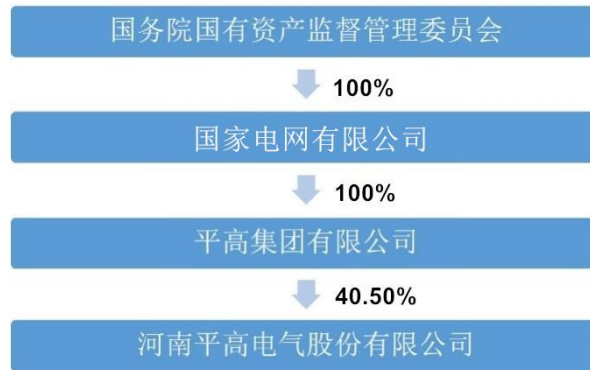 国务院国有资产监督管理委员会
100%
国家电网有限公司
100%
平高集团有限公司
40.50%
河南平高电气股份有限公司